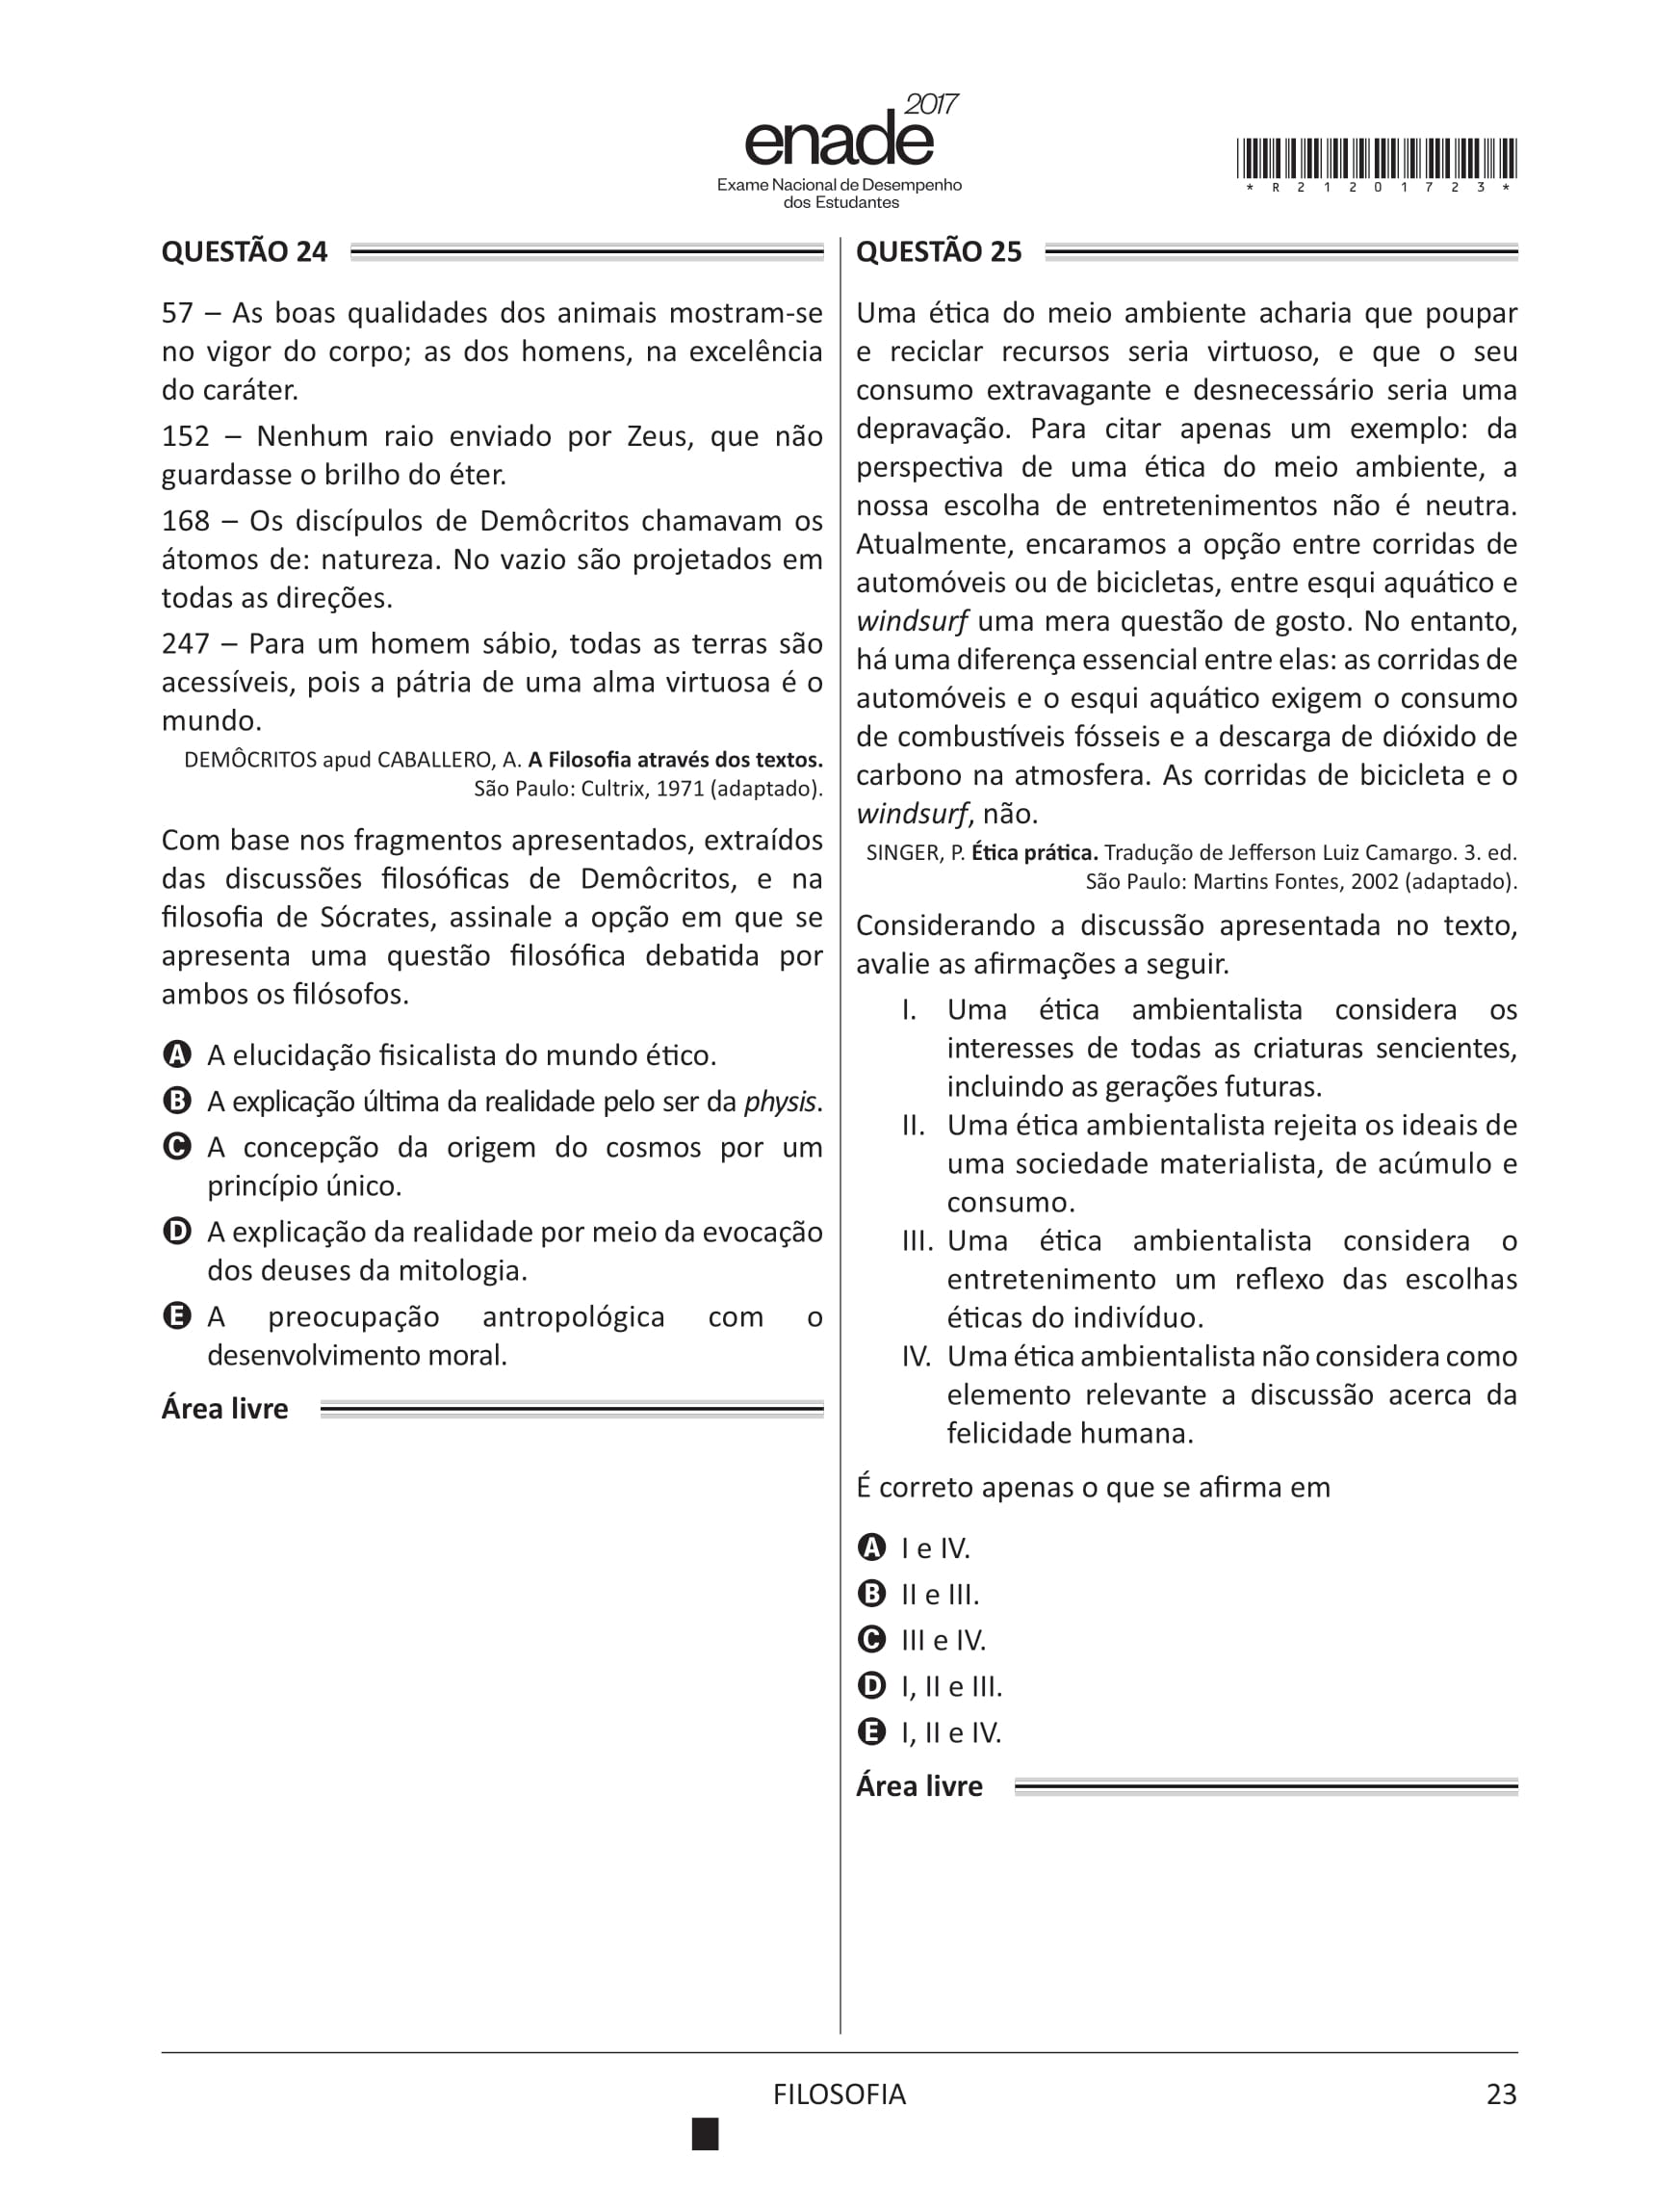 2017
enade
Exame Nacional de Desempenho
dos Estudantes
* R 2 1 2 0 1 7 2 3 *
QUESTÃO 24
57 – As boas qualidades dos animais mostram-se
no vigor do corpo; as dos homens, na excelência
do caráter.
152 – Nenhum raio enviado por Zeus, que não
guardasse o brilho do éter.
168 – Os discípulos de Demôcritos chamavam os
átomos de: natureza. No vazio são projetados em
todas as direções.
247 – Para um homem sábio, todas as terras são
acessíveis, pois a pátria de uma alma virtuosa é o
mundo.
DEMÔCRITOS apud CABALLERO, A. A Filosofia através dos textos.
São Paulo: Cultrix, 1971 (adaptado).
Com base nos fragmentos apresentados, extraídos
das discussões filosóficas de Demôcritos, e na
filosofia de Sócrates, assinale a opção em que se
apresenta uma questão filosófica debatida por
ambos os filósofos.
A A elucidação fisicalista do mundo ético.
B A explicação última da realidade pelo ser da physis.
C A concepção da origem do cosmos por um
princípio único.
D A explicação da realidade por meio da evocação
dos deuses da mitologia.
E A preocupação antropológica com o
desenvolvimento moral.
Área livre
QUESTÃO 25
Uma ética do meio ambiente acharia que poupar
e reciclar recursos seria virtuoso, e que o seu
consumo extravagante e desnecessário seria uma
depravação. Para citar apenas um exemplo: da
perspectiva de uma ética do meio ambiente, a
nossa escolha de entretenimentos não é neutra.
Atualmente, encaramos a opção entre corridas de
automóveis ou de bicicletas, entre esqui aquático e
windsurf uma mera questão de gosto. No entanto,
há uma diferença essencial entre elas: as corridas de
automóveis e o esqui aquático exigem o consumo
de combustíveis fósseis e a descarga de dióxido de
carbono na atmosfera. As corridas de bicicleta e o
windsurf, não.
SINGER, P. Ética prática. Tradução de Jefferson Luiz Camargo. 3. ed.
São Paulo: Martins Fontes, 2002 (adaptado).
Considerando a discussão apresentada no texto,
avalie as afirmações a seguir.
I. Uma ética ambientalista considera os
interesses de todas as criaturas sencientes,
incluindo as gerações futuras.
II. Uma ética ambientalista rejeita os ideais de
uma sociedade materialista, de acúmulo e
consumo.
III. Uma ética ambientalista considera o
entretenimento um reflexo das escolhas
éticas do indivíduo.
IV. Uma ética ambientalista não considera como
elemento relevante a discussão acerca da
felicidade humana.
É correto apenas o que se afirma em
A I e IV.
B II e III.
C III e IV.
D I, II e III.
E I, II e IV.
Área livre
FILOSOFIA
23